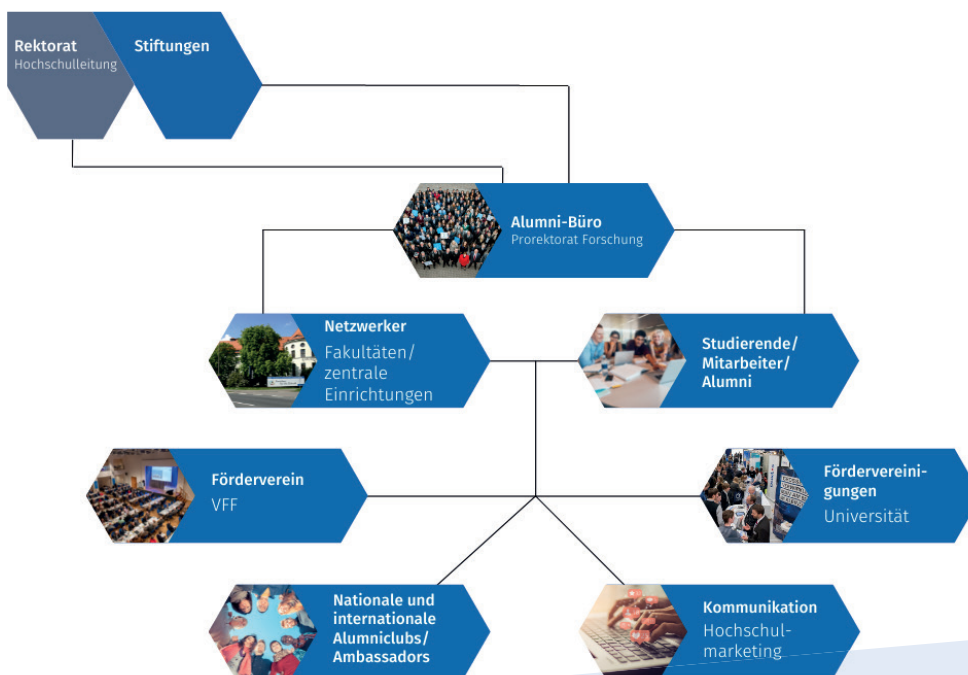 Rektorat
Hochschulleitung
Stiftungen
Alumni-Büro
Prorektorat Forschung
Netzwerker
Fakultäten/
zentrale
Einrichtungen
Studierende/
Mitarbeiter/
Alumni
Förderverein
VFF
Fördervereini-
gungen
Universität
Nationale und
internationale
Alumniclubs/
Ambassadors
Kommunikation
Hochschul-
marketing